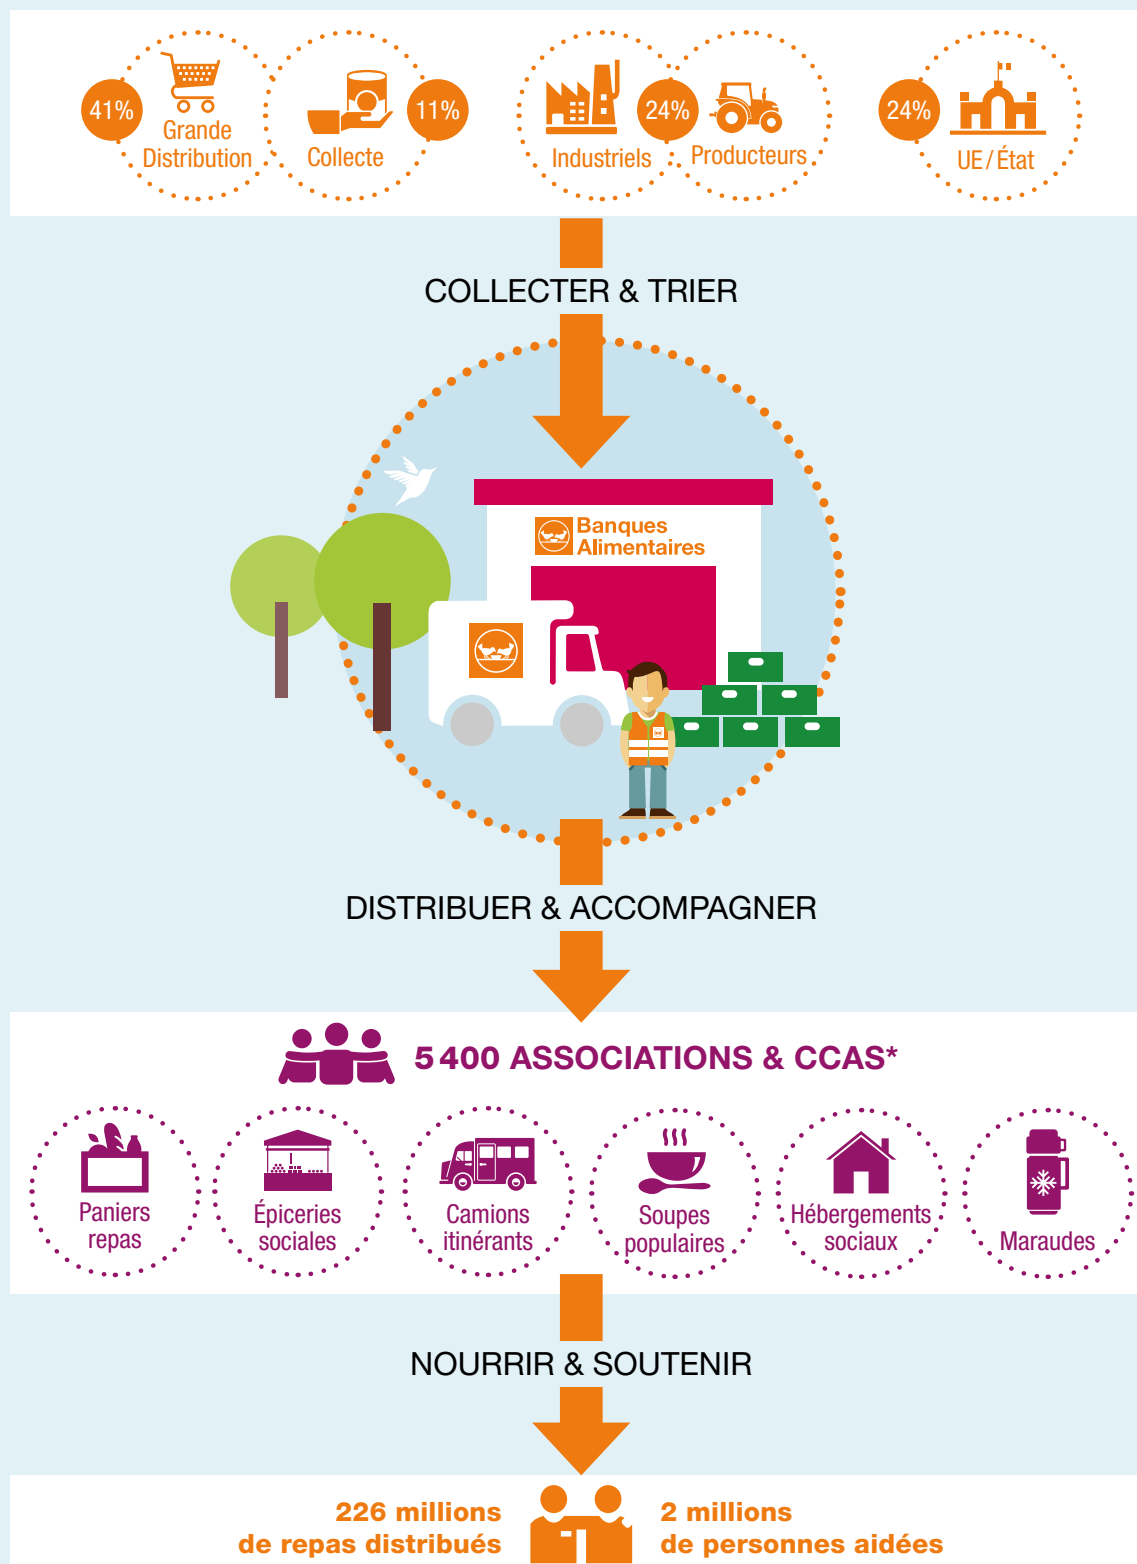 41%
Grande
Distribution
Collecte
11%
Industriels
24%
Producteurs
24%
UE / État
COLLECTER & TRIER
Banques
Alimentaires
DISTRIBUER & ACCOMPAGNER
5 400 ASSOCIATIONS & CCAS*
Paniers
repas
Épiceries
sociales
Camions
itinérants
Soupes
populaires
Hébergements
sociaux
Maraudes
NOURRIR & SOUTENIR
226 millions
de repas distribués
2 millions
de personnes aidées